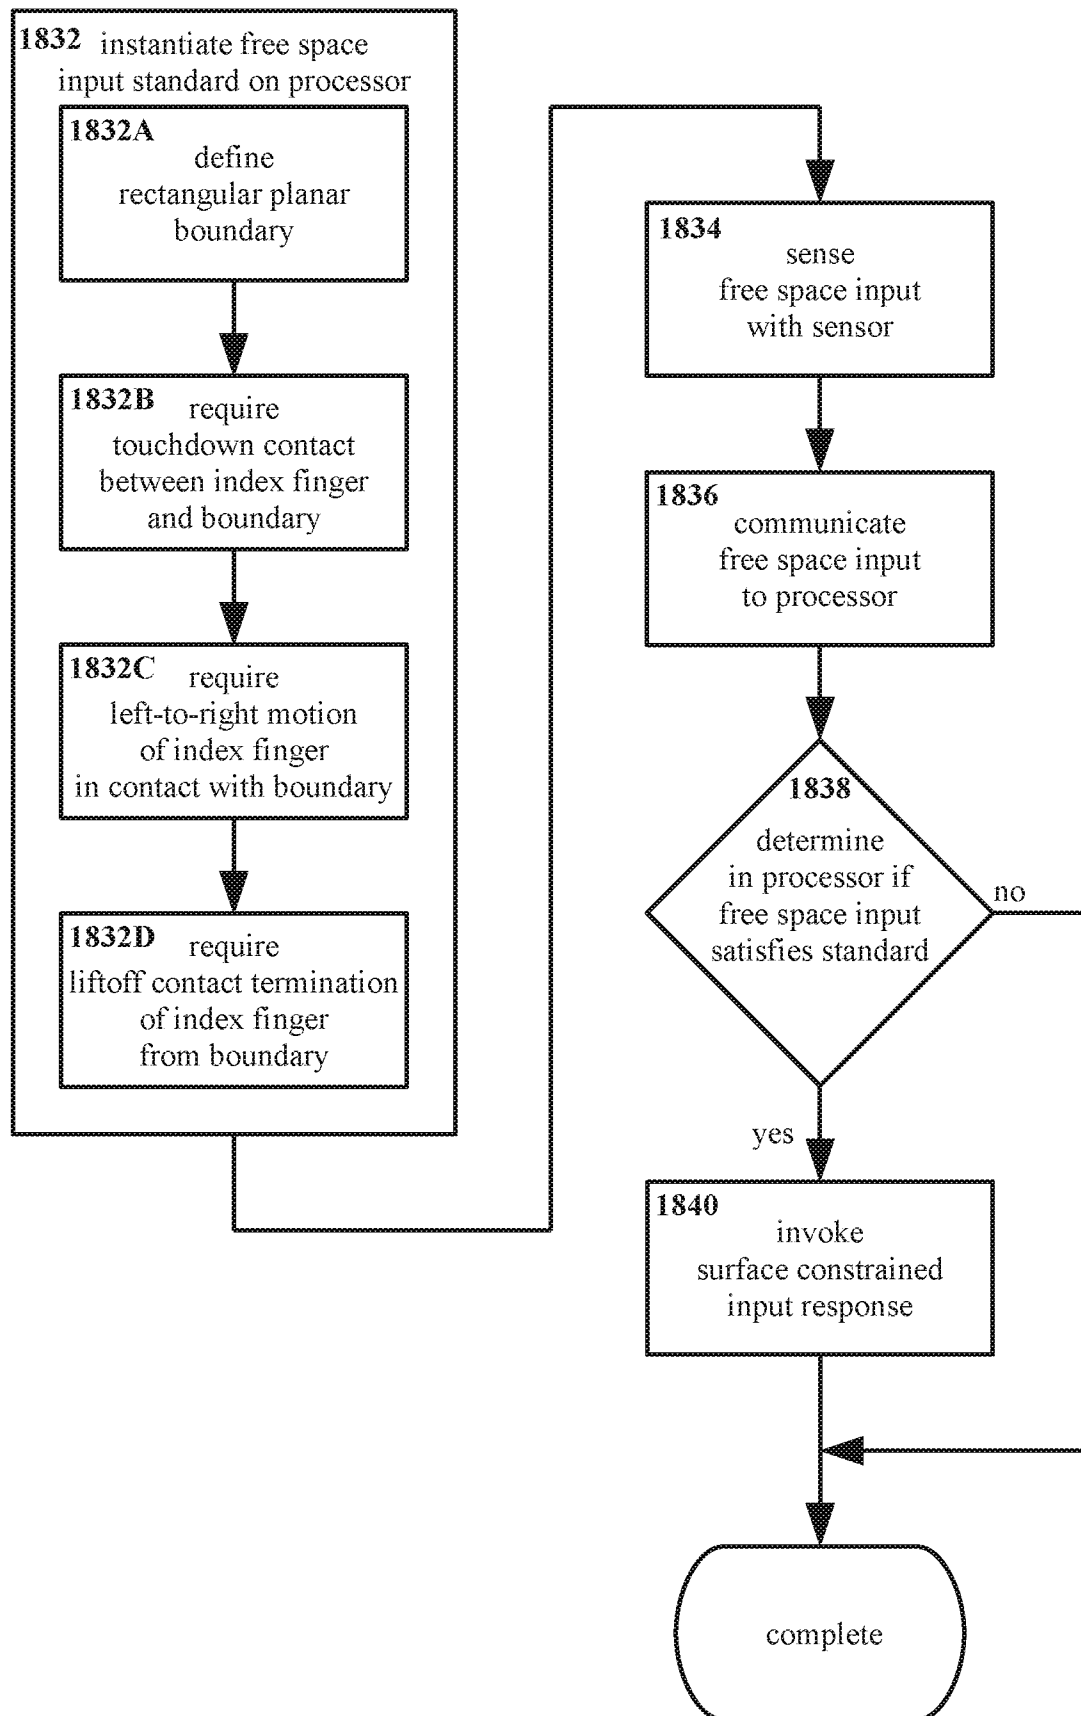 1832 instantiate free space
input standard on processor
1832A
define
rectangular planar
boundary
1832B require
touchdown contact
between index finger
and boundary
1832C require
left-to-right motion
of index finger
in contact with boundary
1832D require
liftoff contact termination
of index finger
from boundary
1834
sense
free space input
with sensor
1836
communicate
free space input
to processor
1838
determine
in processor if
free space input
satisfies standard
no
yes
1840
invoke
surface constrained
input response
complete